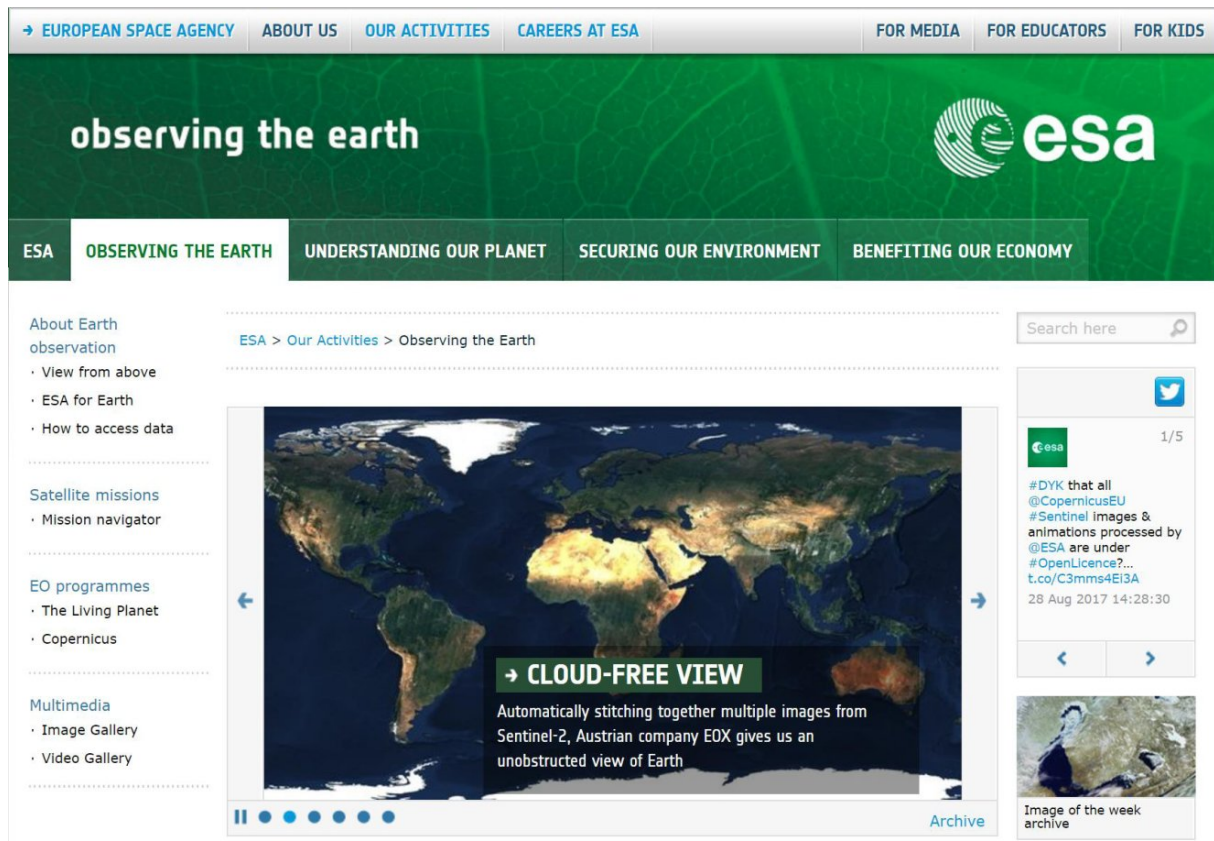 → EUROPEAN SPACE AGENCY ABOUT US OUR ACTIVITIES CAREERS AT ESA FOR MEDIA FOR EDUCATORS FOR KIDS
observing the earth
esa
ESA OBSERVING THE EARTH UNDERSTANDING OUR PLANET SECURING OUR ENVIRONMENT BENEFITING OUR ECONOMY
About Earth
observation
· View from above
· ESA for Earth
· How to access data
Satellite missions
· Mission navigator
EO programmes
· The Living Planet
· Copernicus
Multimedia
· Image Gallery
· Video Gallery
ESA > Our Activities > Observing the Earth
→ CLOUD-FREE VIEW
Automatically stitching together multiple images from
Sentinel-2, Austrian company EOX gives us an
unobstructed view of Earth
Archive
Search here
esa
1/5
#DYK that all
@CopernicusEU
#Sentinel images &
animations processed by
@ESA are under
#OpenLicence?...
t.co/C3mms4Ei3A
28 Aug 2017 14:28:30
Image of the week
archive